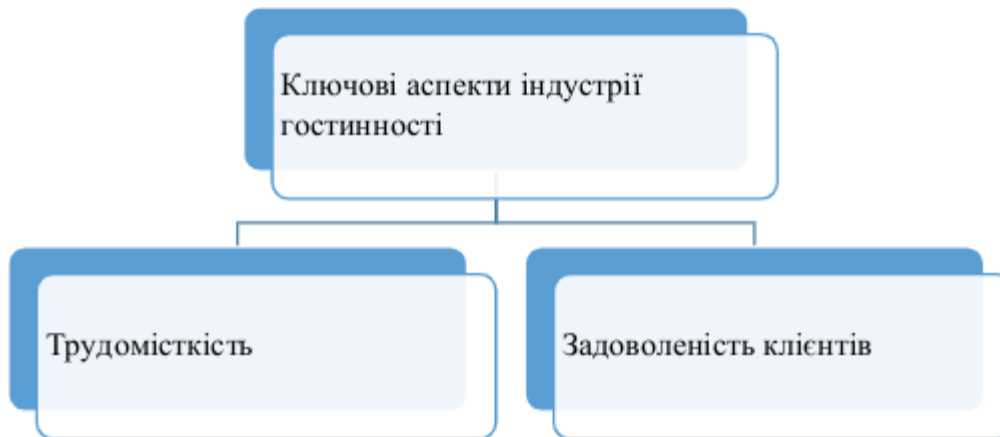 Ключові аспекти індустрії
гостинності
Трудомісткість
Задоволеність клієнтів